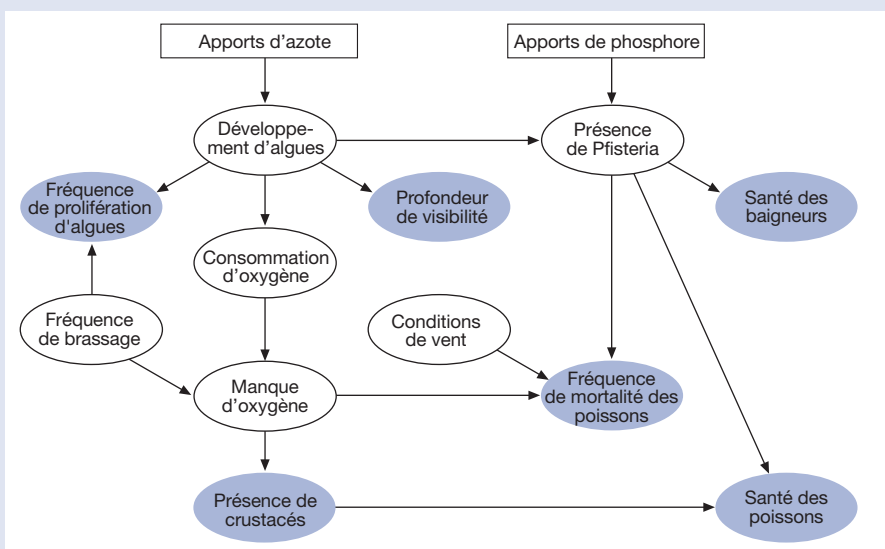 Apports d'azote
Apports de phosphore
Développe-
ment d'algues
Présence
de Pfisteria
Fréquence
de prolifération
d'algues
Profondeur
de visibilité
Santé des
baigneurs
Consommation
d'oxygène
Fréquence
de brassage
Conditions
de vent
Manque
d'oxygène
Fréquence
de mortalité des
poissons
Présence de
crustacés
Santé des
poissons